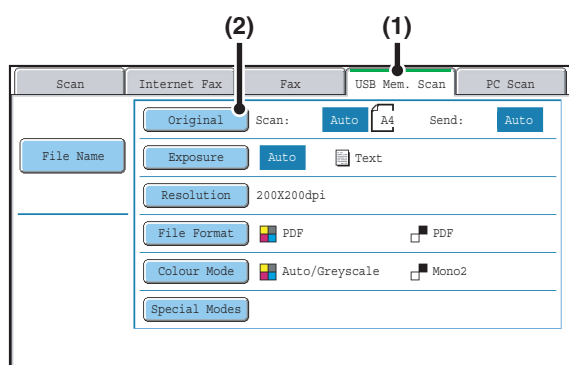 (2) (1)
Scan Internet Fax Fax USB Mem. Scan PC Scan
Original Scan: Auto A4 Send: Auto
File Name Exposure Auto Text
Resolution 200X200dpi
File Format PDF PDF
Colour Mode Auto/Greyscale Mono2
Special Modes